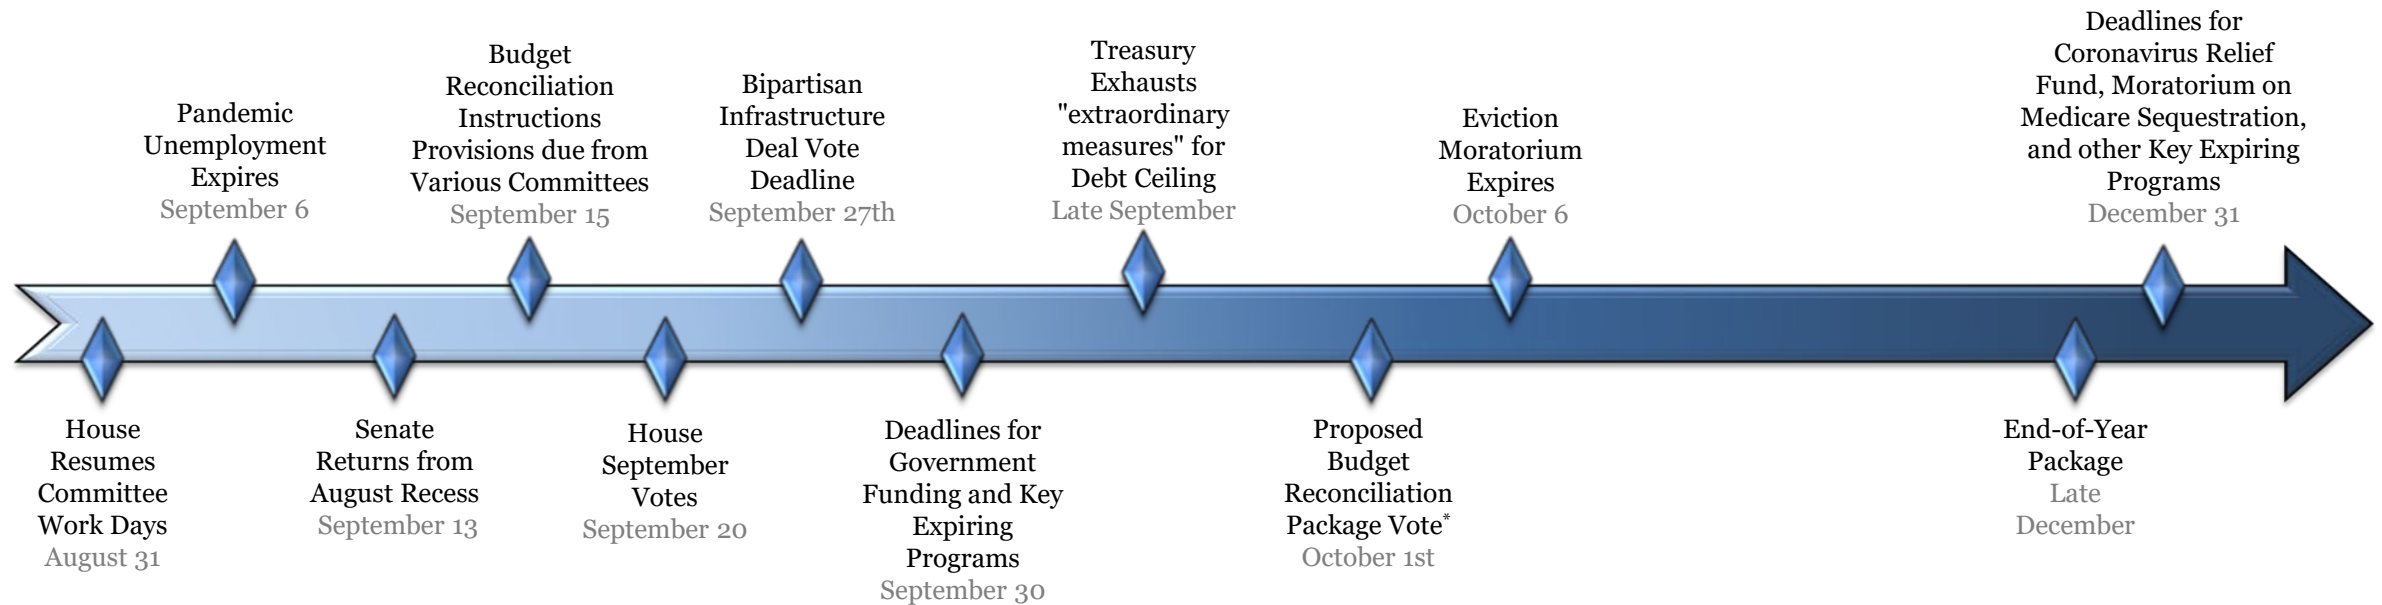 Pandemic
Unemployment
Expires
September 6
Budget
Reconciliation
Instructions
Provisions due from
Various Committees
September 15
Bipartisan
Infrastructure
Deal Vote
Deadline
September 27th
Treasury
Exhausts
"extraordinary
measures" for
Debt Ceiling
Late September
Eviction
Moratorium
Expires
October 6
Deadlines for
Coronavirus Relief
Fund, Moratorium on
Medicare Sequestration,
and other Key Expiring
Programs
December 31
House
Resumes
Committee
Work Days
August 31
Senate
Returns from
August Recess
September 13
House
September
Votes
September 20
Deadlines for
Government
Funding and Key
Expiring
Programs
September 30
Proposed
Budget
Reconciliation
Package Vote*
October 1st
End-of-Year
Package
Late
December